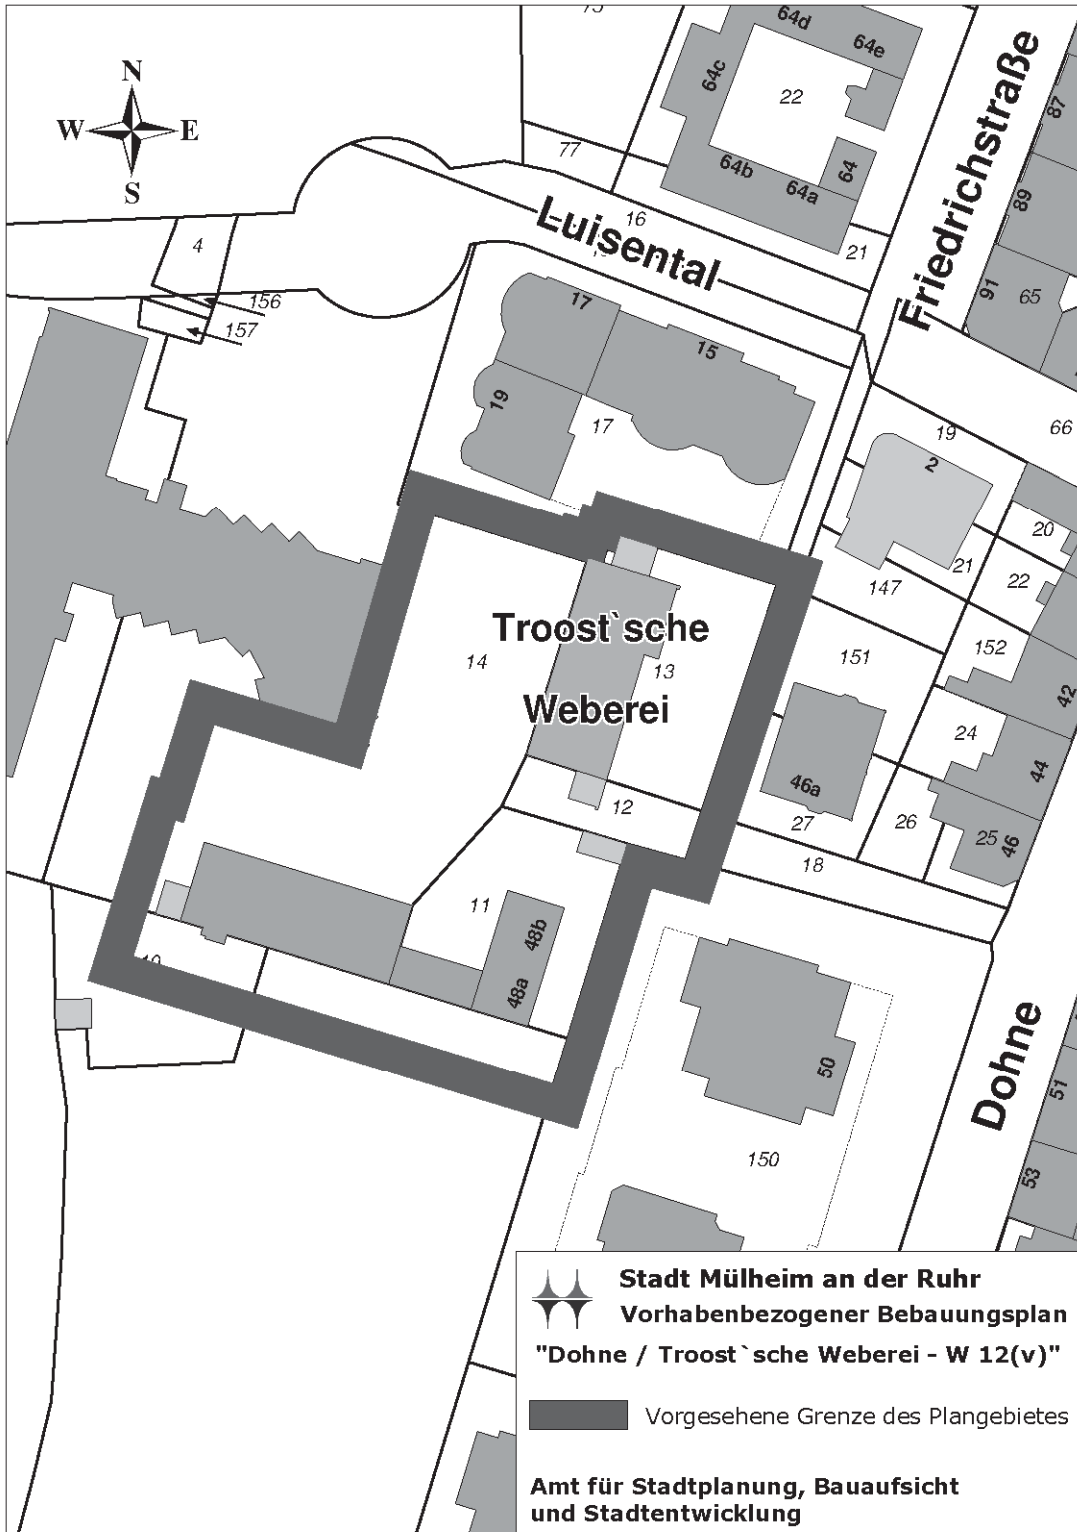 64d
64e
64c
22
Friedrichstraße
87
N
W E
S
77
64b
64
64a
89
16
Luisental
21
4
91
65
156
157
17
15
19
17
19
66
2
20
21
22
147
Troost`sche
14
13
151
152
Weberei
42
24
46a
44
12
27
26
25
46
18
11
48b
48a
10
50
Dohne
51
150
53
Stadt Mülheim an der Ruhr
Vorhabenbezogener Bebauungsplan
"Dohne / Troost`sche Weberei - W 12(v)"
Vorgesehene Grenze des Plangebietes
Amt für Stadtplanung, Bauaufsicht
und Stadtentwicklung